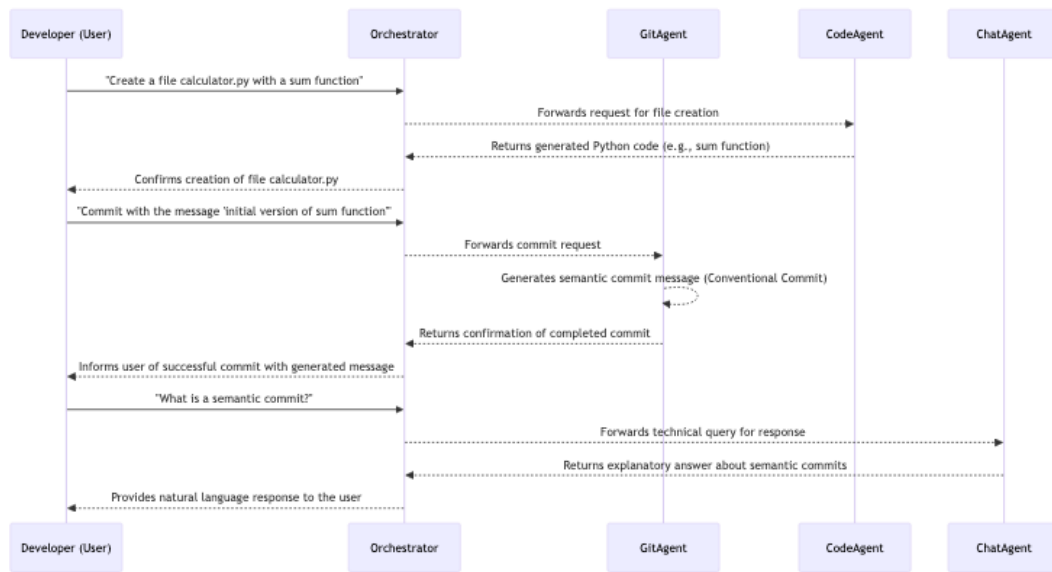 Developer (User) Orchestrator GitAgent CodeAgent ChatAgent
"Create a file calculator.py with a sum function"
Forwards request for file creation
Returns generated Python code (e.g., sum function)
Confirms creation of file calculator.py
"Commit with the message 'initial version of sum function'"
Forwards commit request
Generates semantic commit message (Conventional Commit)
Returns confirmation of completed commit
Informs user of successful commit with generated message
"What is a semantic commit?"
Forwards technical query for response
Returns explanatory answer about semantic commits
Provides natural language response to the user
Developer (User) Orchestrator GitAgent CodeAgent ChatAgent